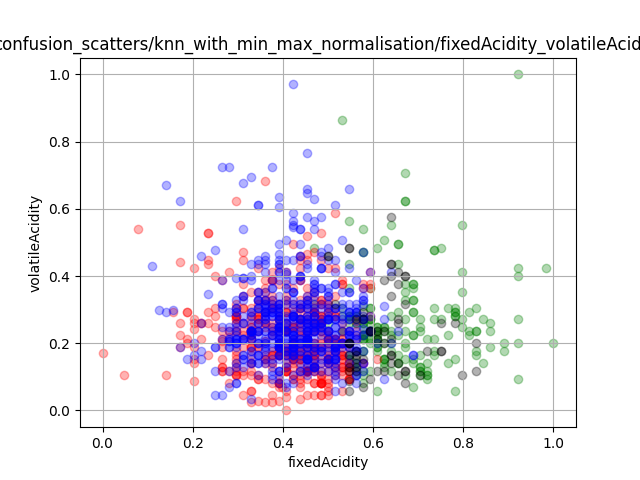 confusion_scatters/knn_with_min_max_normalisation/fixedAcidity_volatileAcid
1.0
0.8
0.6
0.4
0.2
0.0
volatileAcidity
0.0 0.2 0.4 0.6 0.8 1.0
fixedAcidity